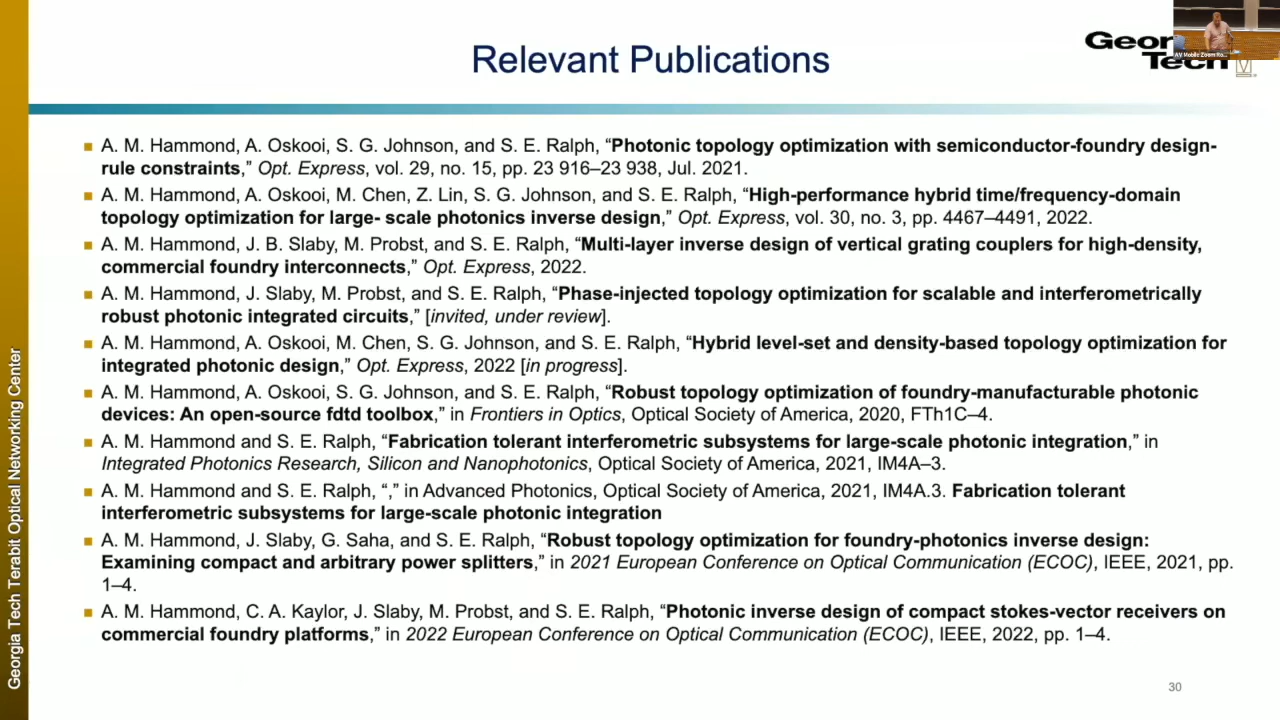 Relevant Publications
Geor
Tech
AV Mobile Zoom Ro...
■ A. M. Hammond, A. Oskooi, S. G. Johnson, and S. E. Ralph, “Photonic topology optimization with semiconductor-foundry design-
rule constraints,” Opt. Express, vol. 29, no. 15, pp. 23 916–23 938, Jul. 2021.
■ A. M. Hammond, A. Oskooi, M. Chen, Z. Lin, S. G. Johnson, and S. E. Ralph, “High-performance hybrid time/frequency-domain
topology optimization for large- scale photonics inverse design,” Opt. Express, vol. 30, no. 3, pp. 4467–4491, 2022.
■ A. M. Hammond, J. B. Slaby, M. Probst, and S. E. Ralph, “Multi-layer inverse design of vertical grating couplers for high-density,
commercial foundry interconnects,” Opt. Express, 2022.
■ A. M. Hammond, J. Slaby, M. Probst, and S. E. Ralph, “Phase-injected topology optimization for scalable and interferometrically
robust photonic integrated circuits,” [invited, under review].
■ A. M. Hammond, A. Oskooi, M. Chen, S. G. Johnson, and S. E. Ralph, “Hybrid level-set and density-based topology optimization for
integrated photonic design,” Opt. Express, 2022 [in progress].
■ A. M. Hammond, A. Oskooi, S. G. Johnson, and S. E. Ralph, “Robust topology optimization of foundry-manufacturable photonic
devices: An open-source fdtd toolbox,” in Frontiers in Optics, Optical Society of America, 2020, FTh1C–4.
■ A. M. Hammond and S. E. Ralph, “Fabrication tolerant interferometric subsystems for large-scale photonic integration,” in
Integrated Photonics Research, Silicon and Nanophotonics, Optical Society of America, 2021, IM4A–3.
■ A. M. Hammond and S. E. Ralph, “,” in Advanced Photonics, Optical Society of America, 2021, IM4A.3. Fabrication tolerant
interferometric subsystems for large-scale photonic integration
■ A. M. Hammond, J. Slaby, G. Saha, and S. E. Ralph, “Robust topology optimization for foundry-photonics inverse design:
Examining compact and arbitrary power splitters,” in 2021 European Conference on Optical Communication (ECOC), IEEE, 2021, pp.
1–4.
■ A. M. Hammond, C. A. Kaylor, J. Slaby, M. Probst, and S. E. Ralph, “Photonic inverse design of compact stokes-vector receivers on
commercial foundry platforms,” in 2022 European Conference on Optical Communication (ECOC), IEEE, 2022, pp. 1–4.
Georgia Tech Terabit Optical Networking Center
30